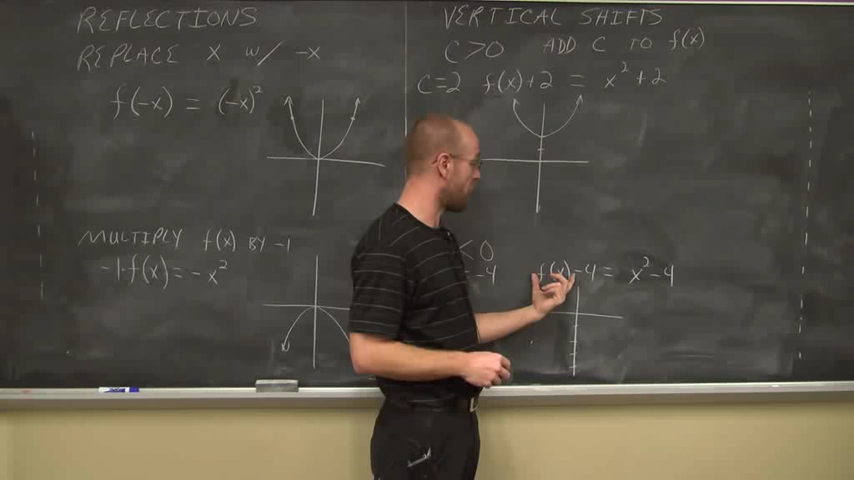 REFLECTIONS
REPLACE X w/ -x
f(-x) = (-x)²
MULTIPLY f(x) BY -1
-1·f(x) = -x²
VERTICAL SHIFTS
C>0 ADD C TO f(x)
C=2 f(x)+2 = x²+2
<0
=-4 f(x)-4 = x²-4